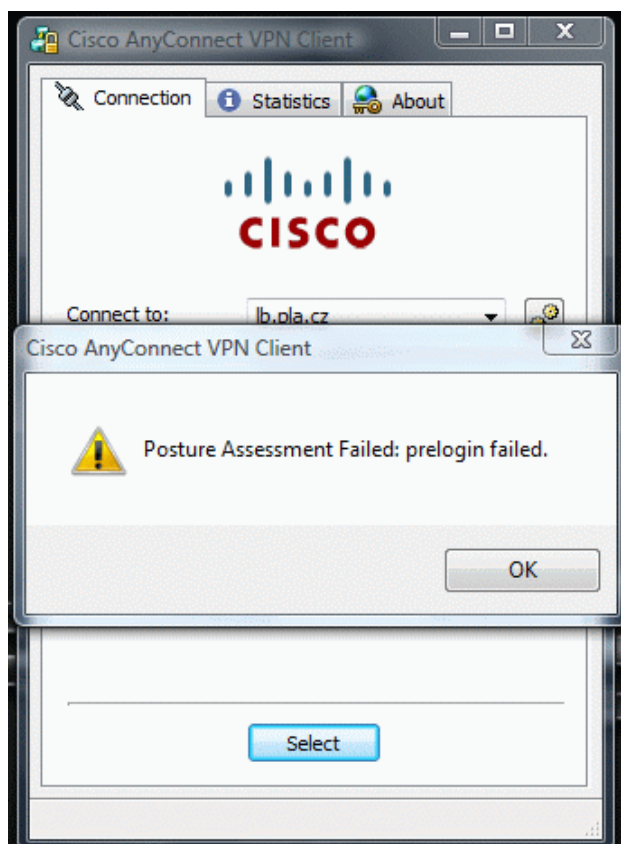 Cisco AnyConnect VPN Client
Connection
Statistics
About
CISCO
Connect to:
lb.pla.cz
Cisco AnyConnect VPN Client
Posture Assessment Failed: prelogin failed.
OK
Select